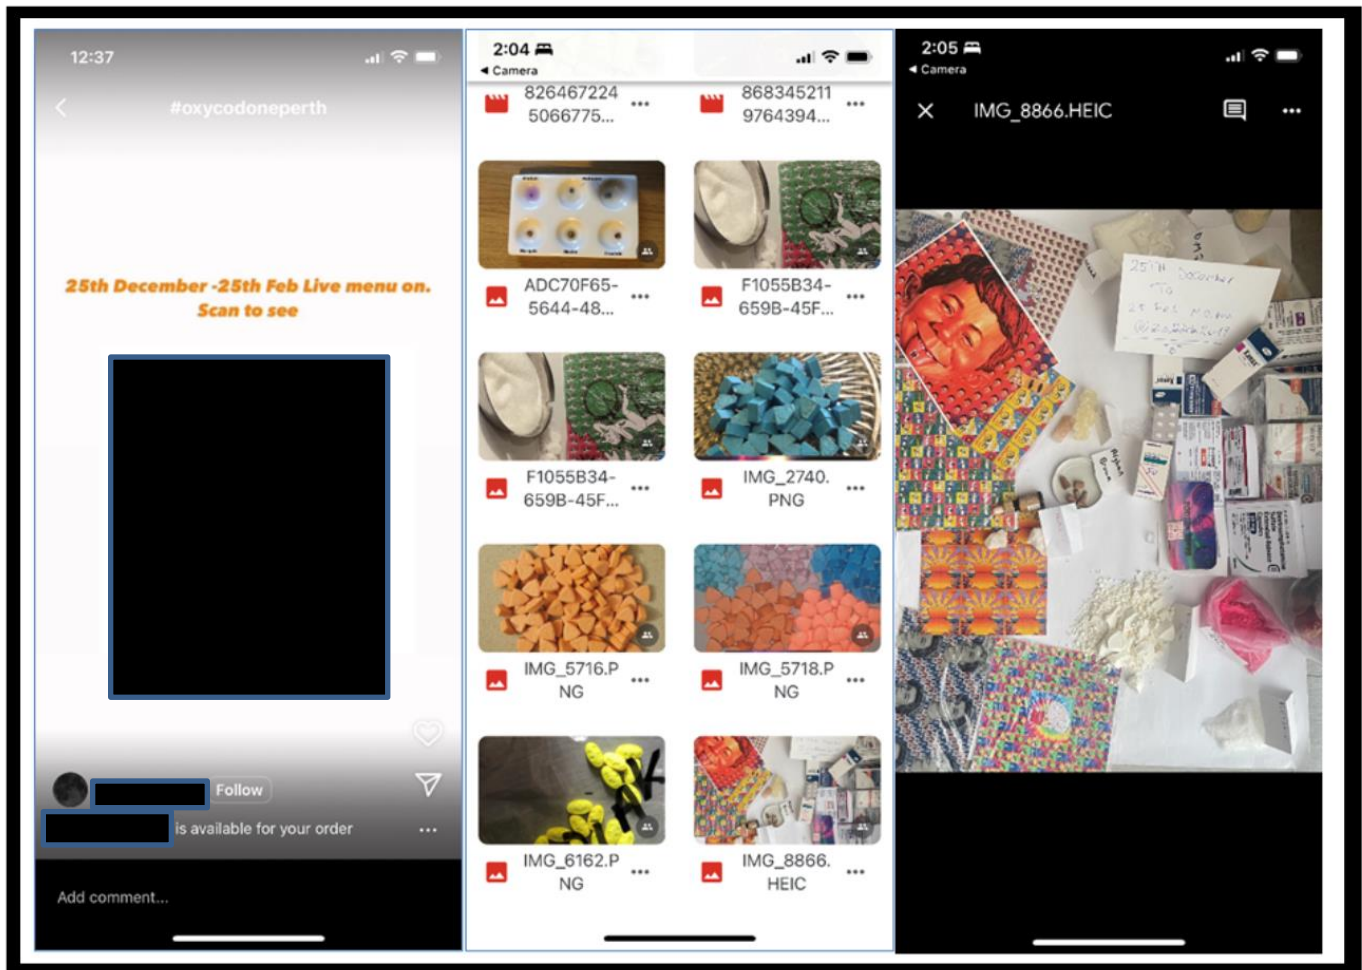 12:37
#oxycodoneperth
25th December -25th Feb Live menu on.
Scan to see
Follow
is available for your order
Add comment...
2:04
Camera
826467224
5066775...
868345211
9764394...
ADC70F65-
5644-48...
F1055B34-
659B-45F...
F1055B34-
659B-45F...
IMG_2740.
PNG
IMG_5716.P
NG
IMG_5718.P
NG
IMG_6162.P
NG
IMG_8866.
HEIC
2:05
Camera
IMG_8866.HEIC
25TH December
To